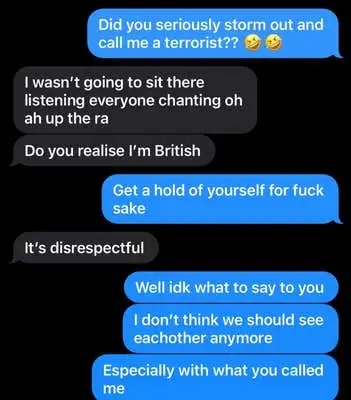 Did you seriously storm out and
call me a terrorist?? 🤣 🤣
I wasn't going to sit there
listening everyone chanting oh
ah up the ra
Do you realise I'm British
Get a hold of yourself for fuck
sake
It's disrespectful
Well idk what to say to you
I don't think we should see
eachother anymore
Especially with what you called
me